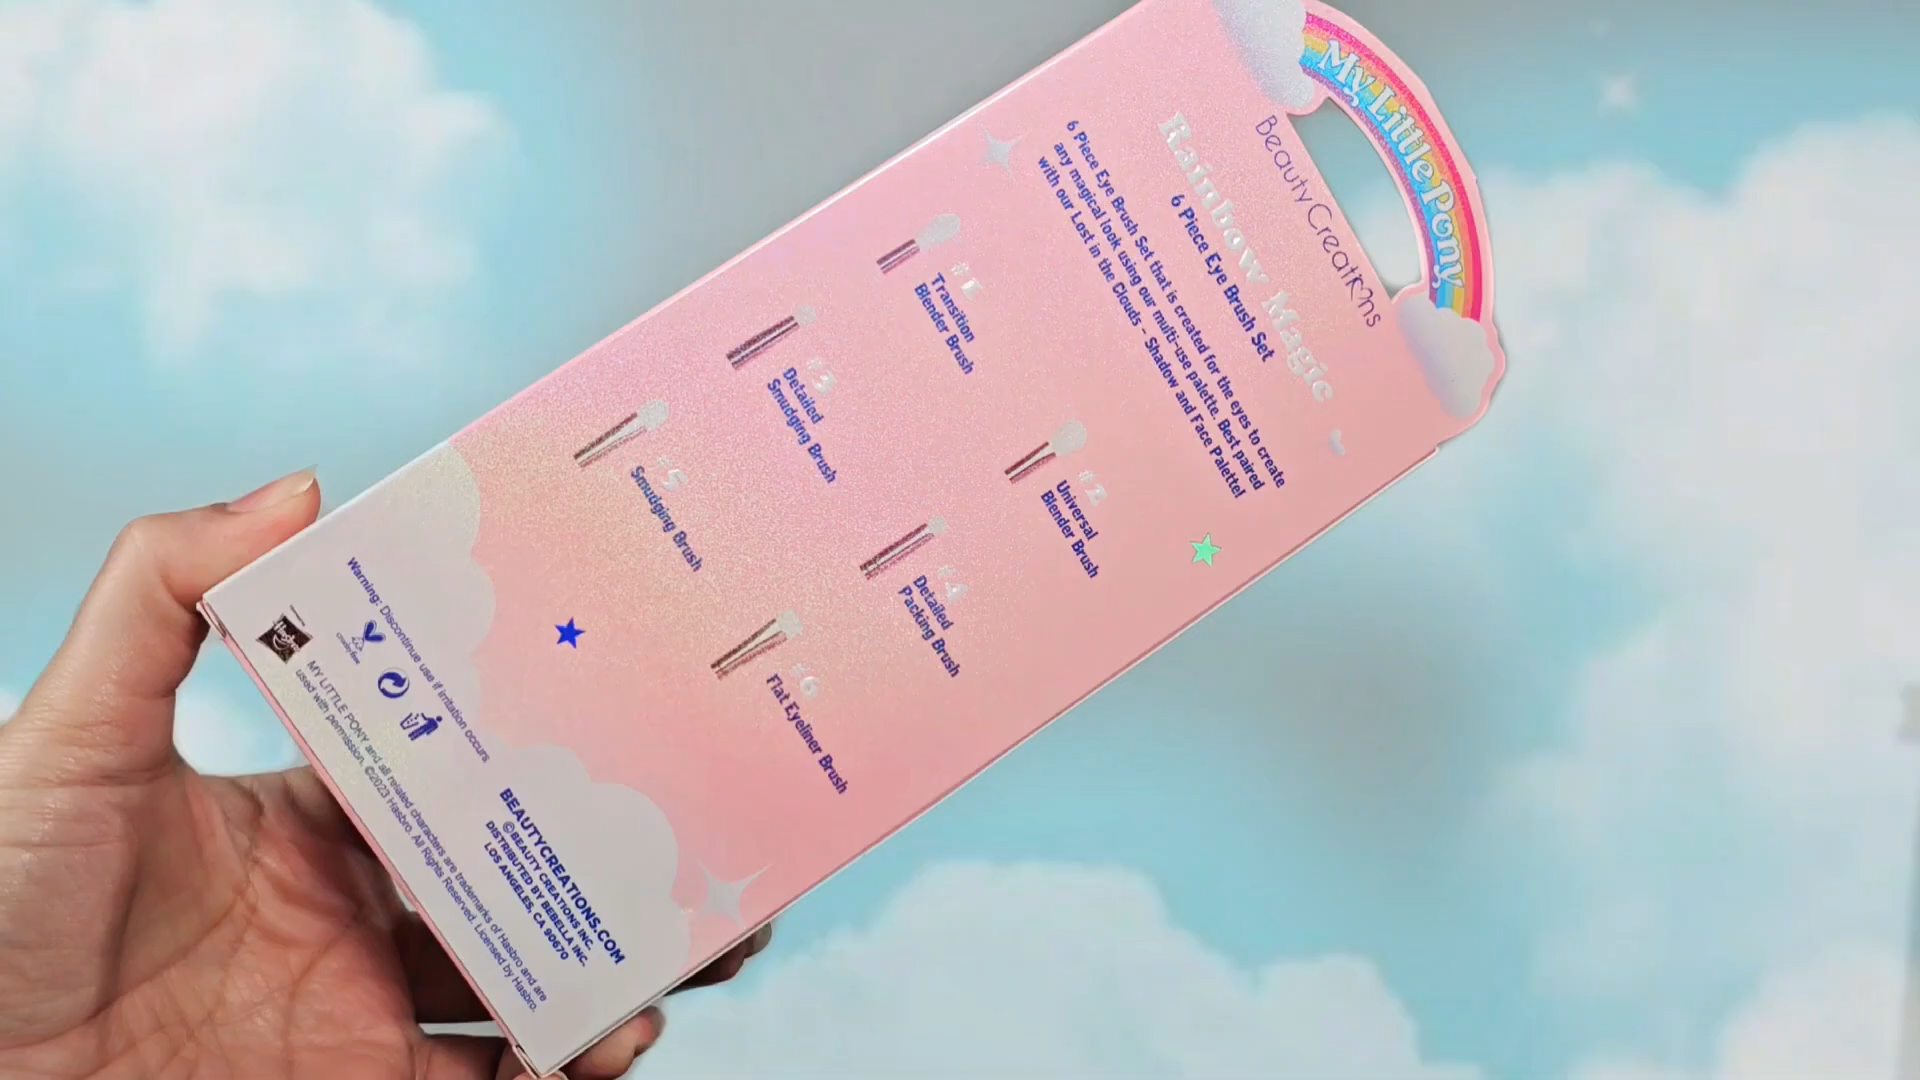 My Little Pony
BeautyCreations
Rainbow Magic
6 Piece Eye Brush Set
6 Piece Eye Brush Set that is created for the eyes to create
any magical look using our multi-use palette. Best paired
with our Lost in the Clouds - Shadow and Face Palette!
#1
Transition
Blender Brush
#2
Universal
Blender Brush
#3
Detailed
Smudging Brush
#4
Detailed
Packing Brush
#5
Smudging Brush
#6
Flat Eyeliner Brush
Warning: Discontinue use if irritation occurs
cruelty free
Hasbro
MY LITTLE PONY and all related characters are trademarks of Hasbro and are
used with permission. ©2023 Hasbro. All Rights Reserved. Licensed by Hasbro.
BEAUTYCREATIONS.COM
©BEAUTY CREATIONS INC.
DISTRIBUTED BY BEBELLA INC.
LOS ANGELES, CA 90670